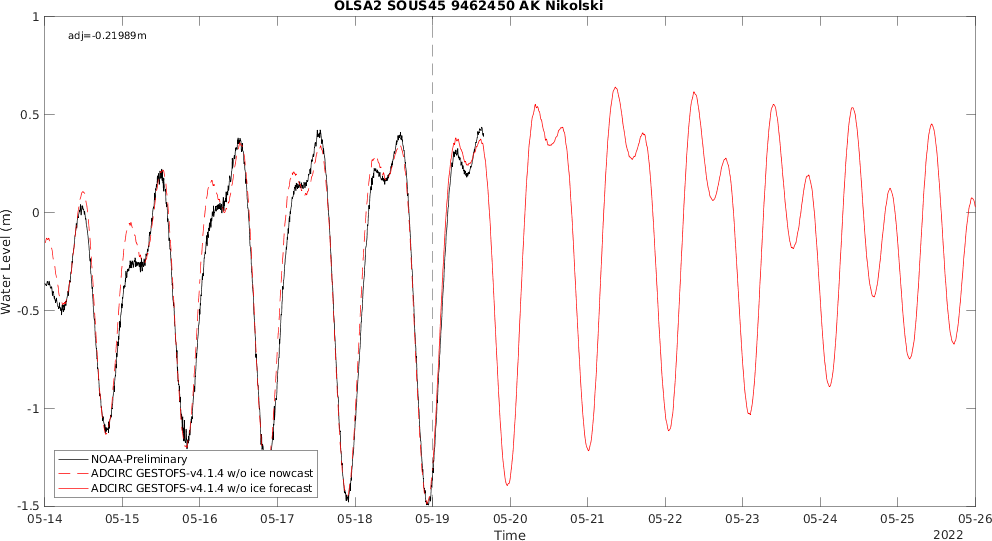 OLSA2 SOUS45 9462450 AK Nikolski
adj=-0.21989m
1
0.5
0
-0.5
-1
-1.5
Water Level (m)
NOAA-Preliminary
ADCIRC GESTOFS-v4.1.4 w/o ice nowcast
ADCIRC GESTOFS-v4.1.4 w/o ice forecast
05-14 05-15 05-16 05-17 05-18 05-19 05-20 05-21 05-22 05-23 05-24 05-25 05-26
Time
2022